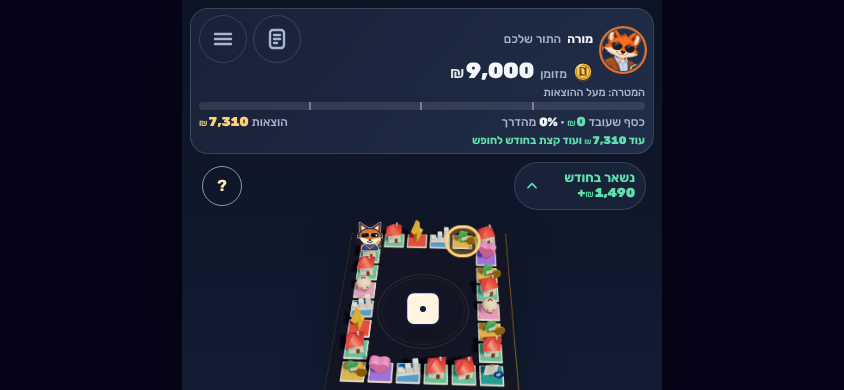 מורה התור שלכם
מזומן 9,000₪
המטרה: מעל ההוצאות
כסף שעובד 0₪ · 0% מהדרך
הוצאות 7,310₪
עוד 7,310₪ ועוד קצת בחודש לחופש
נשאר בחודש
+1,490₪
?